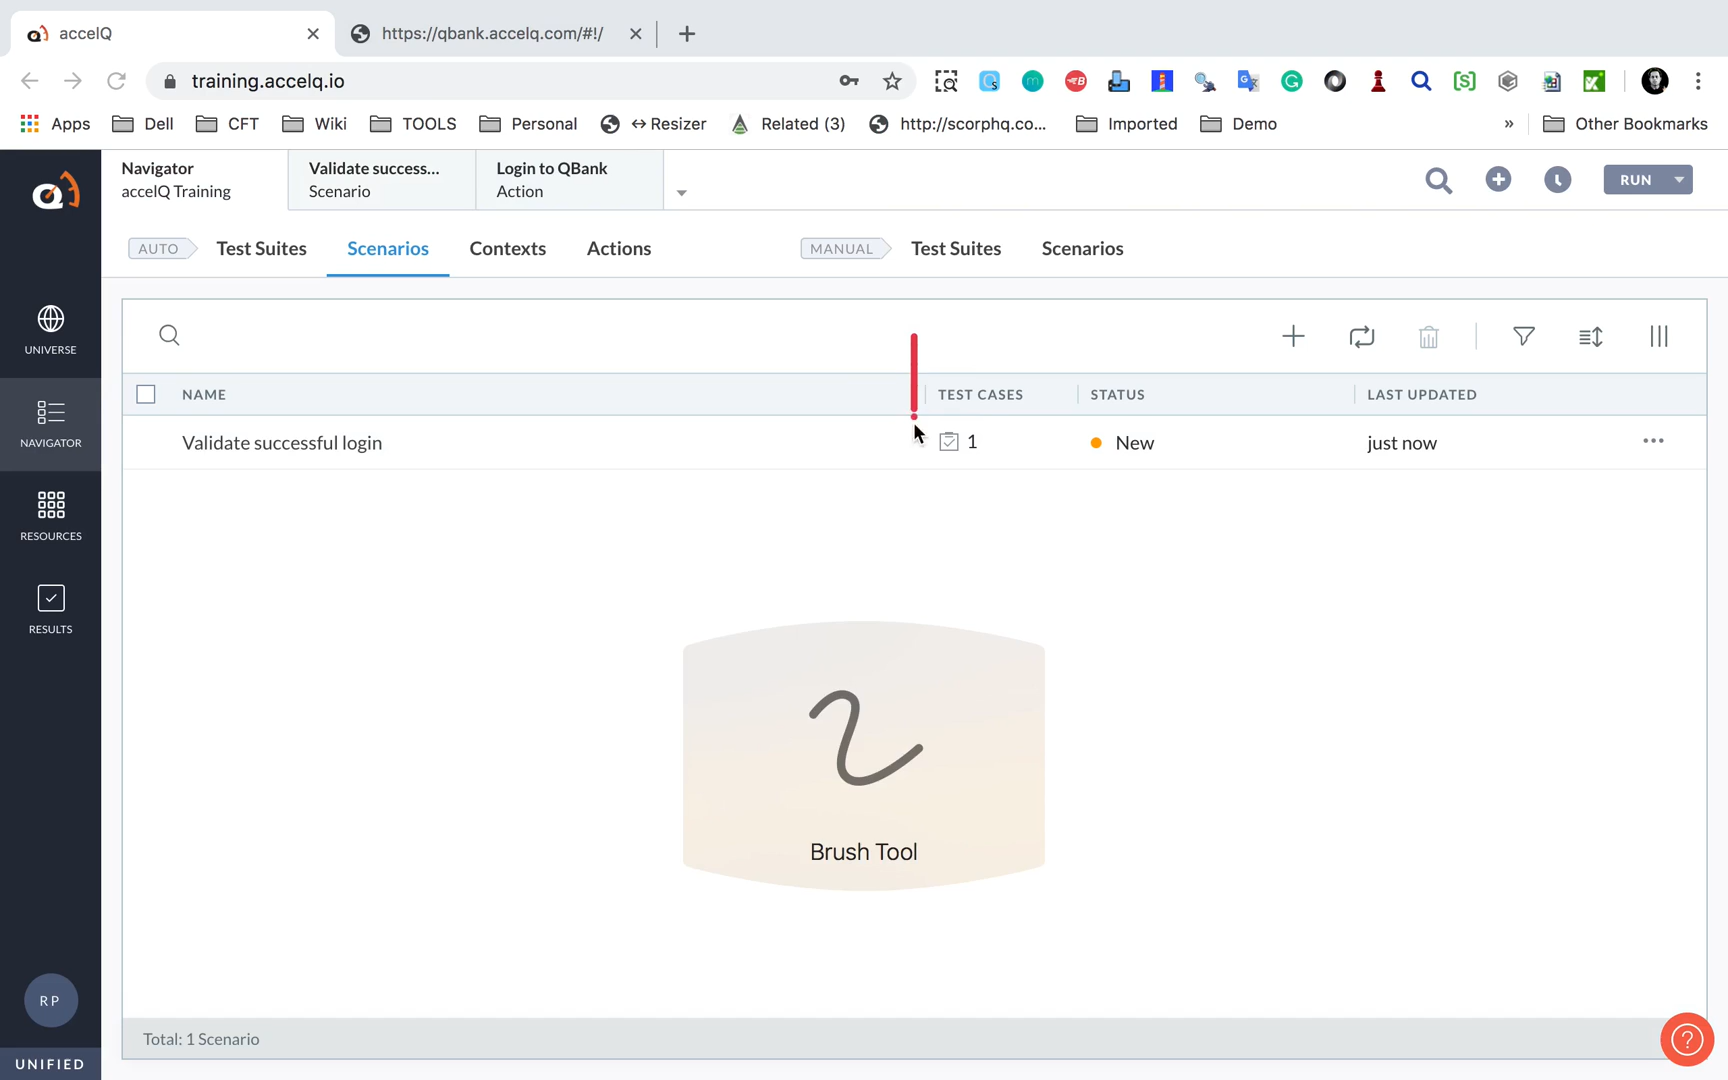 accelQ
https://qbank.accelq.com/#!/
training.accelq.io
Apps
Dell
CFT
Wiki
TOOLS
Personal
↔Resizer
Related (3)
http://scorphq.co...
Imported
Demo
»
Other Bookmarks
Navigator
accelQ Training
Validate success...
Scenario
Login to QBank
Action
RUN
AUTO
Test Suites
Scenarios
Contexts
Actions
MANUAL
Test Suites
Scenarios
UNIVERSE
NAVIGATOR
RESOURCES
RESULTS
NAME
TEST CASES
STATUS
LAST UPDATED
Validate successful login
1
New
just now
Brush Tool
RP
UNIFIED
Total: 1 Scenario
?